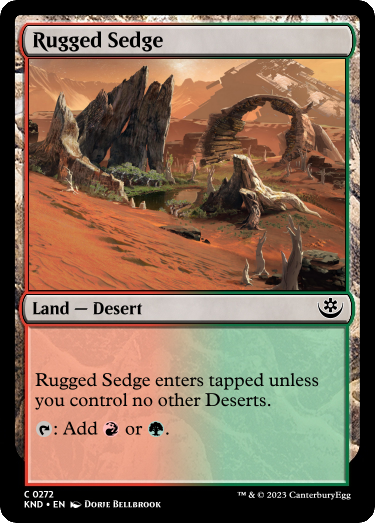 Rugged Sedge
Land — Desert
Rugged Sedge enters tapped unless
you control no other Deserts.
: Add or .
C 0272
KND • EN Dorje Bellbrook
™ & © 2023 CanterburyEgg